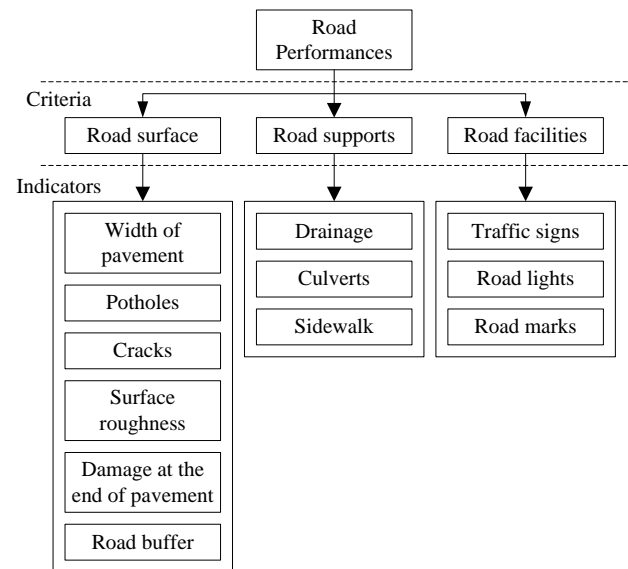 Road
Performances
Criteria
Road surface
Road supports
Road facilities
Indicators
Width of
pavement
Potholes
Cracks
Surface
roughness
Damage at the
end of pavement
Road buffer
Drainage
Culverts
Sidewalk
Traffic signs
Road lights
Road marks